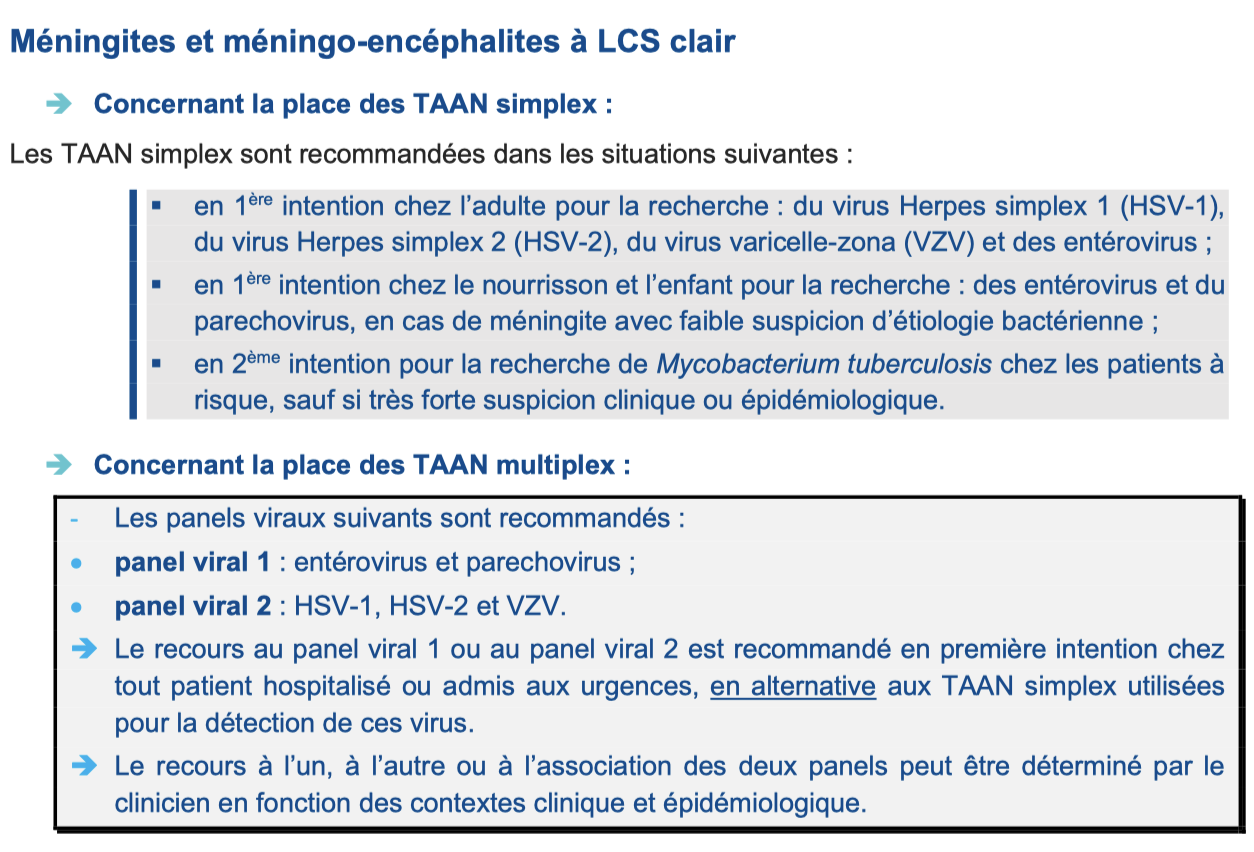 Méningites et méningo-encéphalites à LCS clair
➔ Concernant la place des TAAN simplex :
Les TAAN simplex sont recommandées dans les situations suivantes :
▪ en 1ère intention chez l’adulte pour la recherche : du virus Herpes simplex 1 (HSV-1),
du virus Herpes simplex 2 (HSV-2), du virus varicelle-zona (VZV) et des entérovirus ;
▪ en 1ère intention chez le nourrisson et l’enfant pour la recherche : des entérovirus et du
parechovirus, en cas de méningite avec faible suspicion d’étiologie bactérienne ;
▪ en 2ème intention pour la recherche de Mycobacterium tuberculosis chez les patients à
risque, sauf si très forte suspicion clinique ou épidémiologique.
➔ Concernant la place des TAAN multiplex :
- Les panels viraux suivants sont recommandés :
• panel viral 1 : entérovirus et parechovirus ;
• panel viral 2 : HSV-1, HSV-2 et VZV.
➔ Le recours au panel viral 1 ou au panel viral 2 est recommandé en première intention chez
tout patient hospitalisé ou admis aux urgences, en alternative aux TAAN simplex utilisées
pour la détection de ces virus.
➔ Le recours à l’un, à l’autre ou à l’association des deux panels peut être déterminé par le
clinicien en fonction des contextes clinique et épidémiologique.